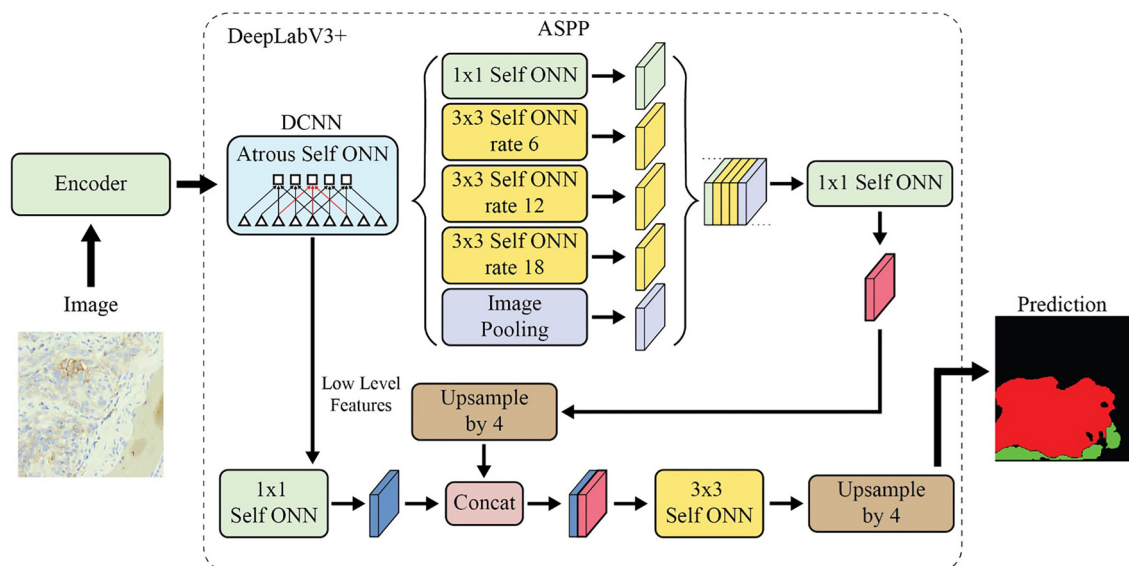 DeepLabV3+
ASPP
1x1 Self ONN
DCNN
3x3 Self ONN
rate 6
Atrous Self ONN
Encoder
3x3 Self ONN
rate 12
1x1 Self ONN
3x3 Self ONN
rate 18
Image
Image
Pooling
Prediction
Low Level
Features
Upsample
by 4
1x1
Self ONN
Concat
3x3
Self ONN
Upsample
by 4